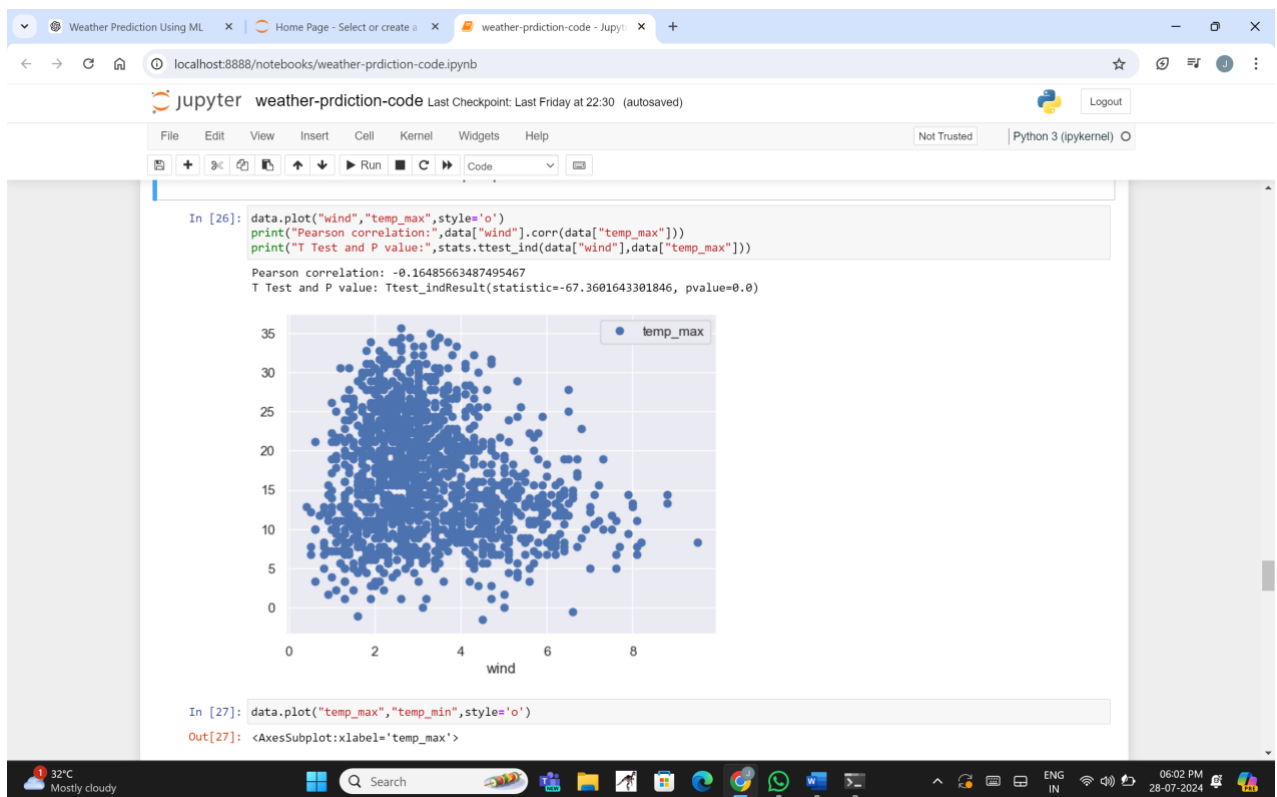 Weather Prediction Using ML
Home Page - Select or create a
weather-prdiction-code - Jupyt
localhost:8888/notebooks/weather-prdiction-code.ipynb
J
jupyter weather-prdiction-code Last Checkpoint: Last Friday at 22:30 (autosaved)
Logout
File Edit View Insert Cell Kernel Widgets Help
Not Trusted
Python 3 (ipykernel)
Run
Code
In [26]: data.plot("wind","temp_max",style='o')
print("Pearson correlation:",data["wind"].corr(data["temp_max"]))
print("T Test and P value:",stats.ttest_ind(data["wind"],data["temp_max"]))
Pearson correlation: -0.16485663487495467
T Test and P value: Ttest_indResult(statistic=-67.3601643301846, pvalue=0.0)
temp_max
35
30
25
20
15
10
5
0
0 2 4 6 8
wind
In [27]: data.plot("temp_max","temp_min",style='o')
Out[27]: <AxesSubplot:xlabel='temp_max'>
1
32°C
Mostly cloudy
Search
NEW
W
ENG
IN
06:02 PM
28-07-2024
PRE